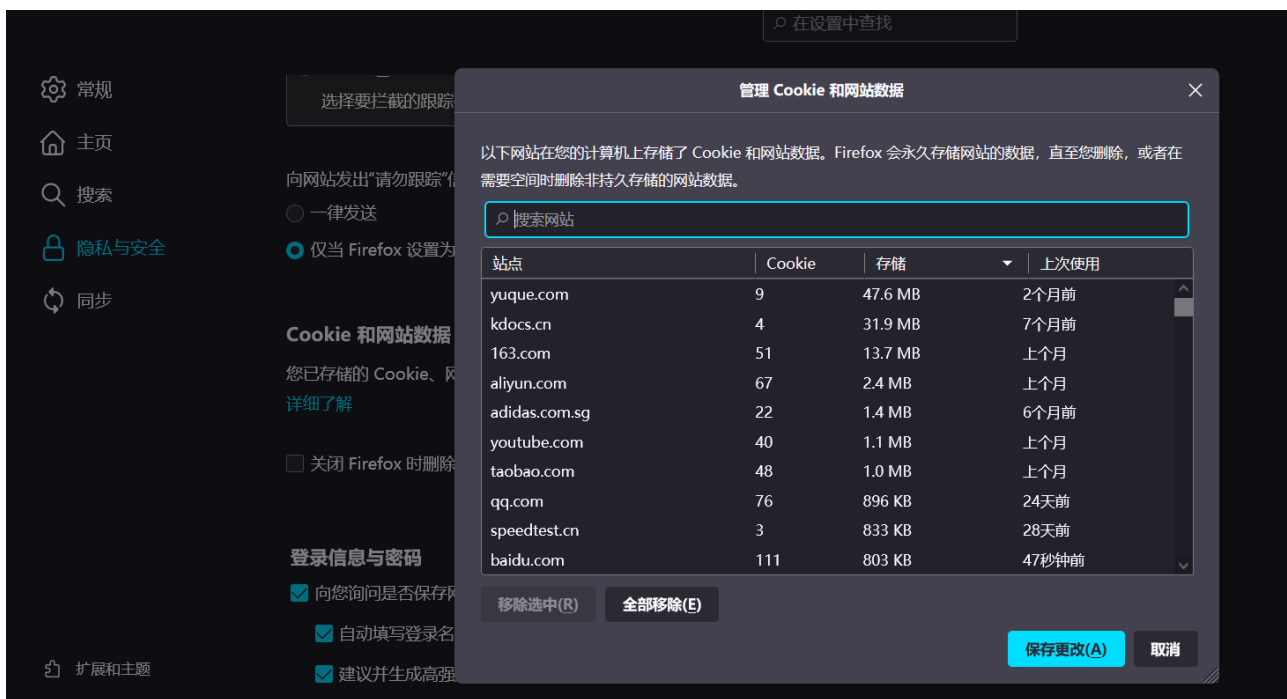 在设置中查找
常规
主页
搜索
隐私与安全
同步
扩展和主题
选择要拦截的跟踪
向网站发出“请勿跟踪”信
一律发送
仅当 Firefox 设置为
Cookie 和网站数据
您已存储的 Cookie、网
详细了解
关闭 Firefox 时删除
登录信息与密码
向您询问是否保存网
自动填写登录名
建议并生成高强
管理 Cookie 和网站数据
以下网站在您的计算机上存储了 Cookie 和网站数据。Firefox 会永久存储网站的数据，直至您删除，或者在
需要空间时删除非持久存储的网站数据。
搜索网站
站点 Cookie 存储 上次使用
yuque.com 9 47.6 MB 2个月前
kdocs.cn 4 31.9 MB 7个月前
163.com 51 13.7 MB 上个月
aliyun.com 67 2.4 MB 上个月
adidas.com.sg 22 1.4 MB 6个月前
youtube.com 40 1.1 MB 上个月
taobao.com 48 1.0 MB 上个月
qq.com 76 896 KB 24天前
speedtest.cn 3 833 KB 28天前
baidu.com 111 803 KB 47秒钟前
移除选中(R) 全部移除(E)
保存更改(A) 取消